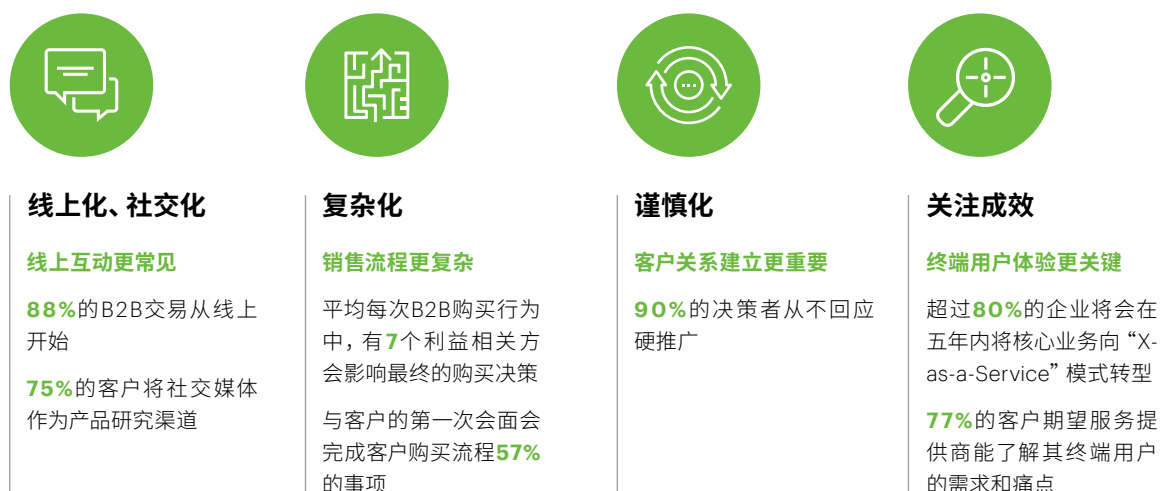 线上化、社交化
线上互动更常见
88%的B2B交易从线上
开始
75%的客户将社交媒体
作为产品研究渠道
复杂化
销售流程更复杂
平均每次B2B购买行为
中，有7个利益相关方
会影响最终的购买决策
与客户的第一次会面会
完成客户购买流程57%
的事项
谨慎化
客户关系建立更重要
90%的决策者从不回应
硬推广
关注成效
终端用户体验更关键
超过80%的企业将会在
五年内将核心业务向“X-
as-a-Service”模式转型
77%的客户期望服务提
供商能了解其终端用户
的需求和痛点